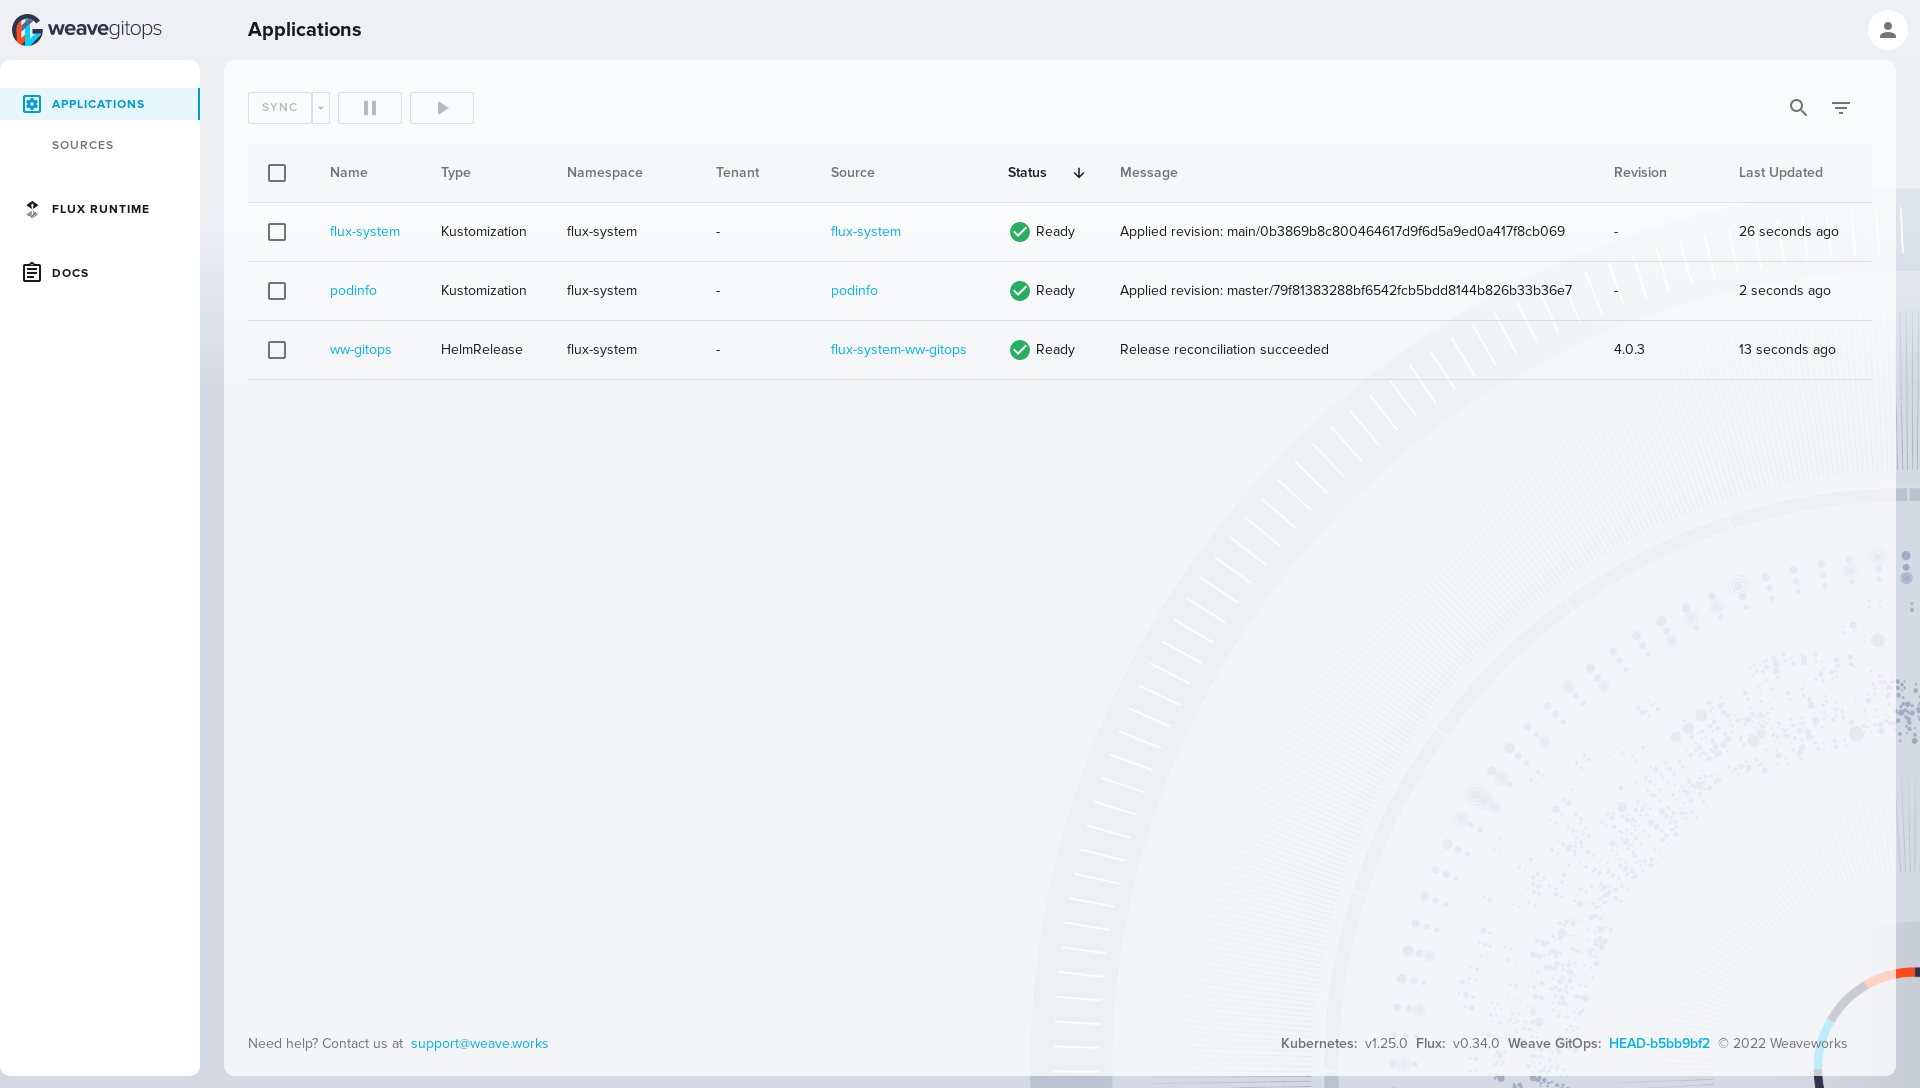 weavegitops
Applications
APPLICATIONS
SOURCES
FLUX RUNTIME
DOCS
SYNC
Name Type Namespace Tenant Source Status Message Revision Last Updated
flux-system Kustomization flux-system - flux-system Ready Applied revision: main/0b3869b8c800464617d9f6d5a9ed0a417f8cb069 - 26 seconds ago
podinfo Kustomization flux-system - podinfo Ready Applied revision: master/79f81383288bf6542fcb5bdd8144b826b33b36e7 - 2 seconds ago
ww-gitops HelmRelease flux-system - flux-system-ww-gitops Ready Release reconciliation succeeded 4.0.3 13 seconds ago
Need help? Contact us at support@weave.works
Kubernetes: v1.25.0 Flux: v0.34.0 Weave GitOps: HEAD-b5bb9bf2 © 2022 Weaveworks